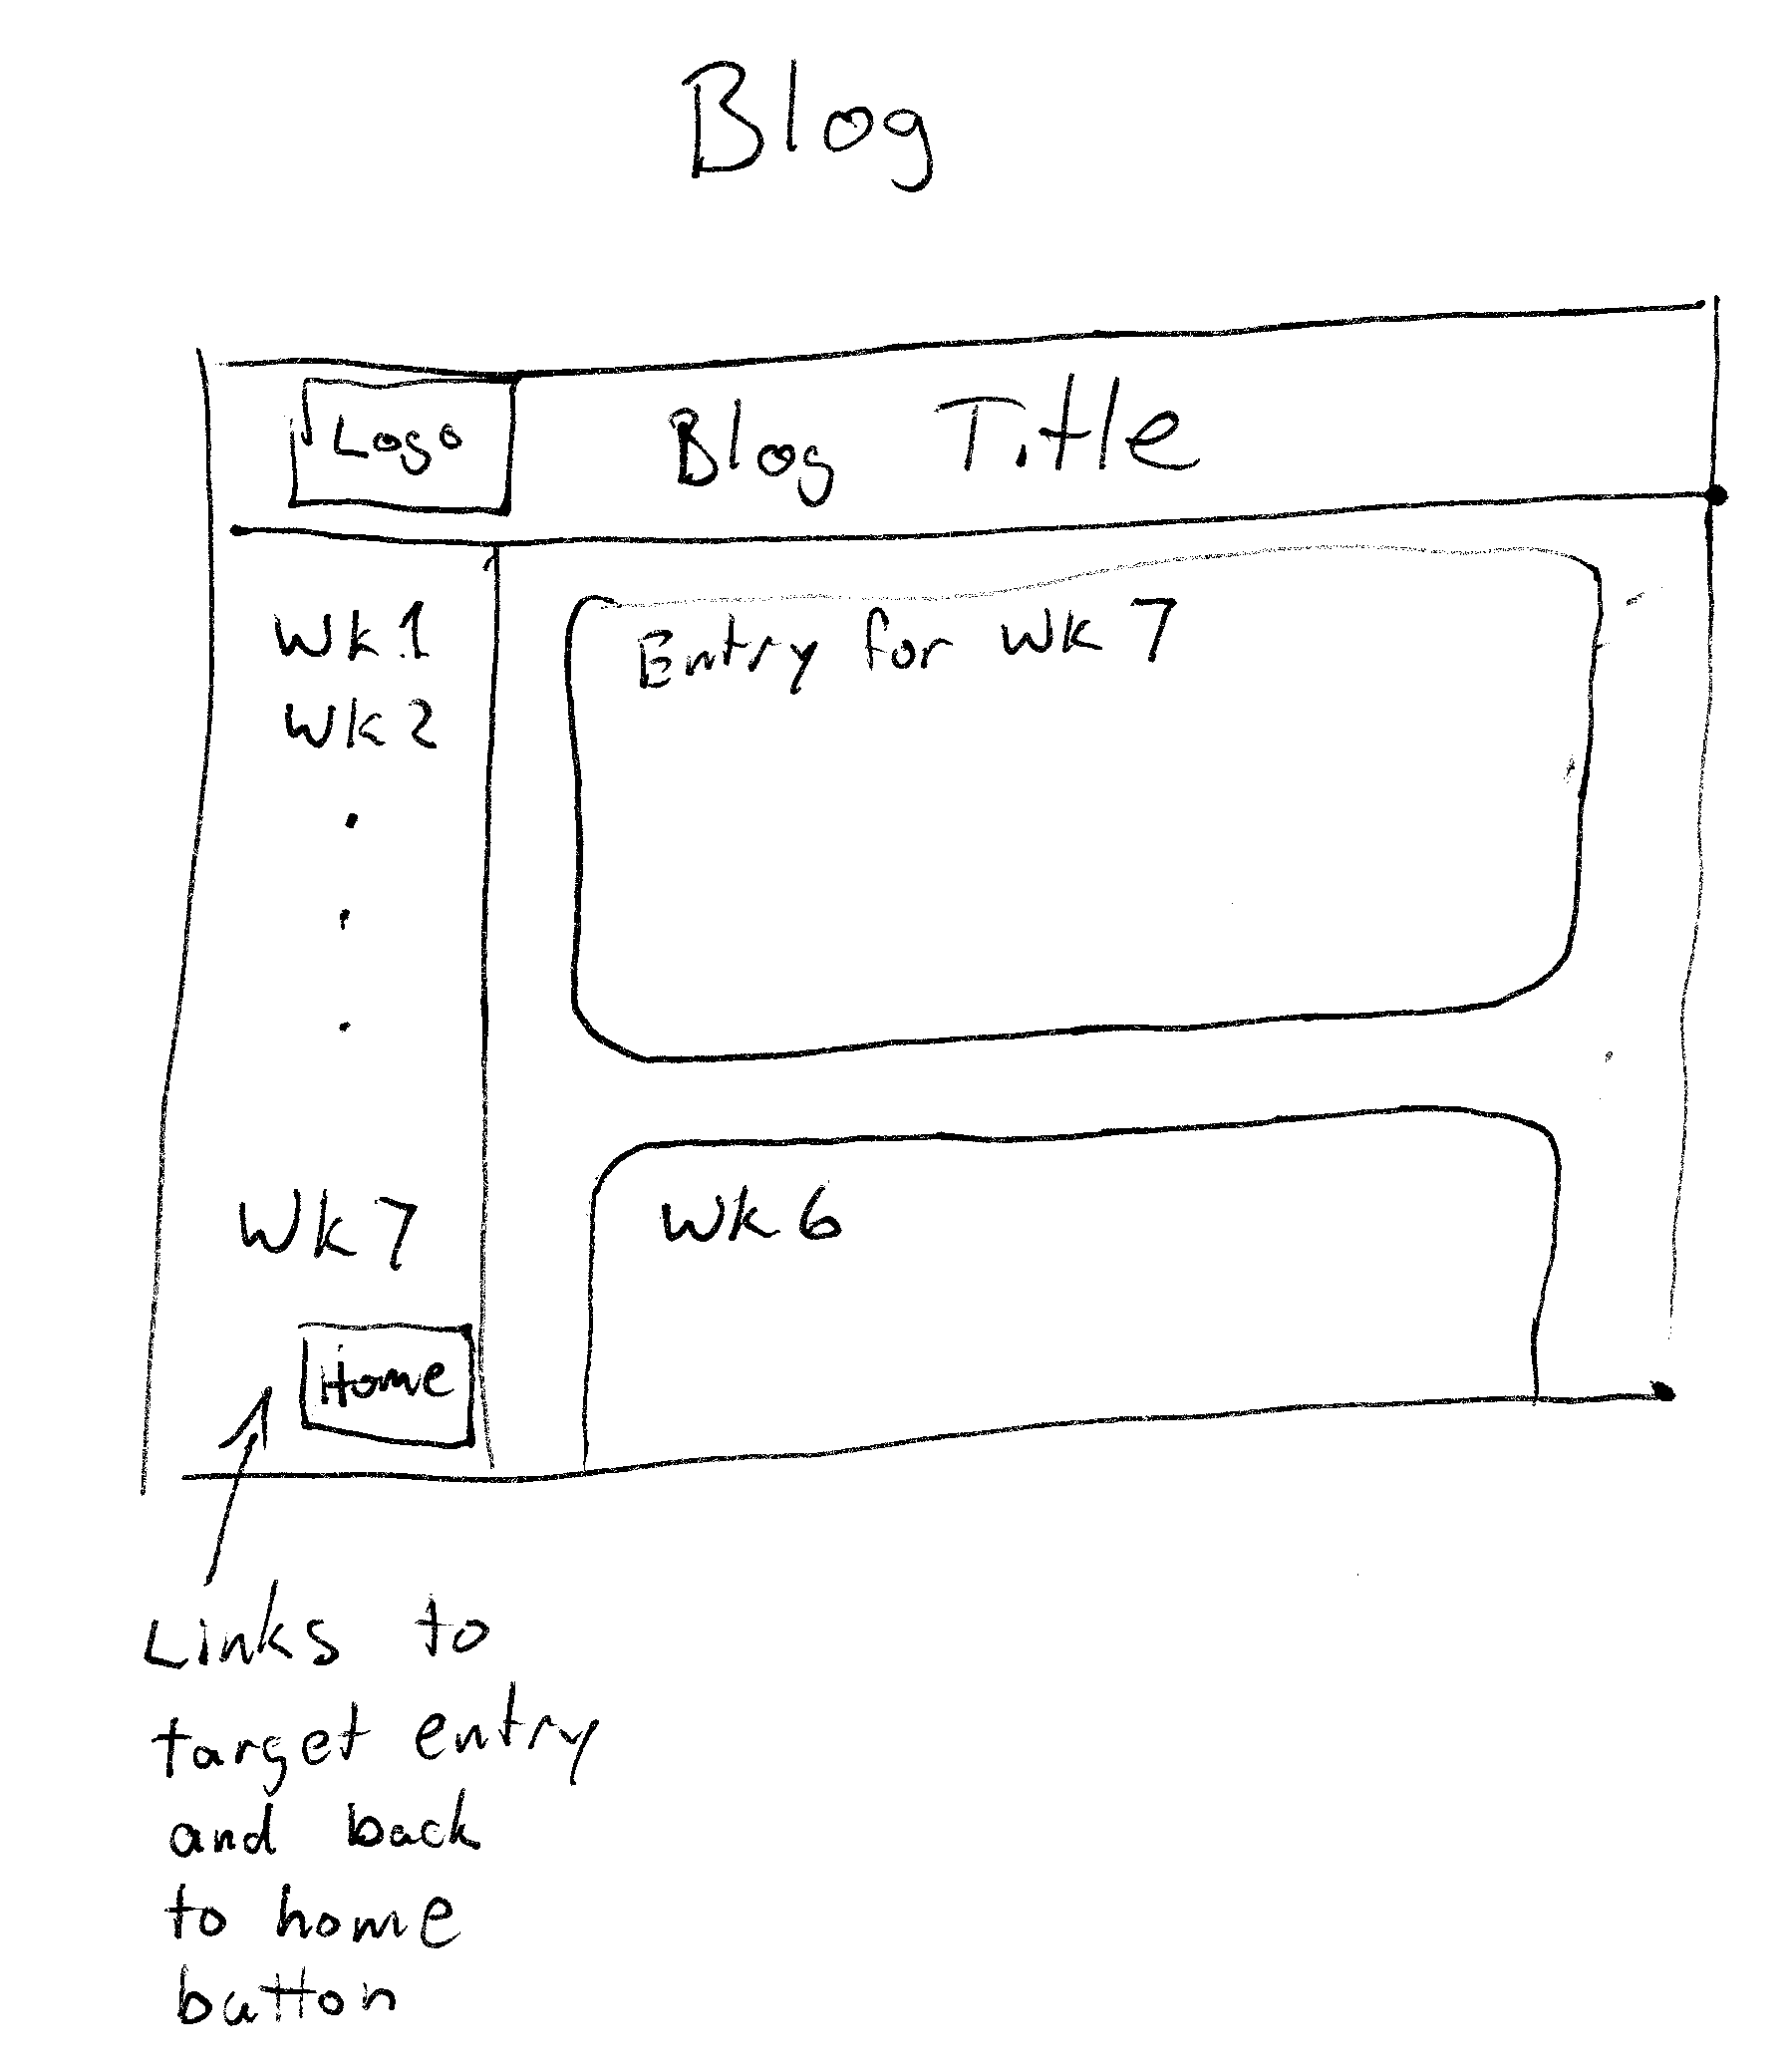 Blog
Logo
Blog Title
Wk 1
Wk 2
Wk 7
Home
Entry for Wk 7
Wk 6
Links to
target entry
and back
to home
button